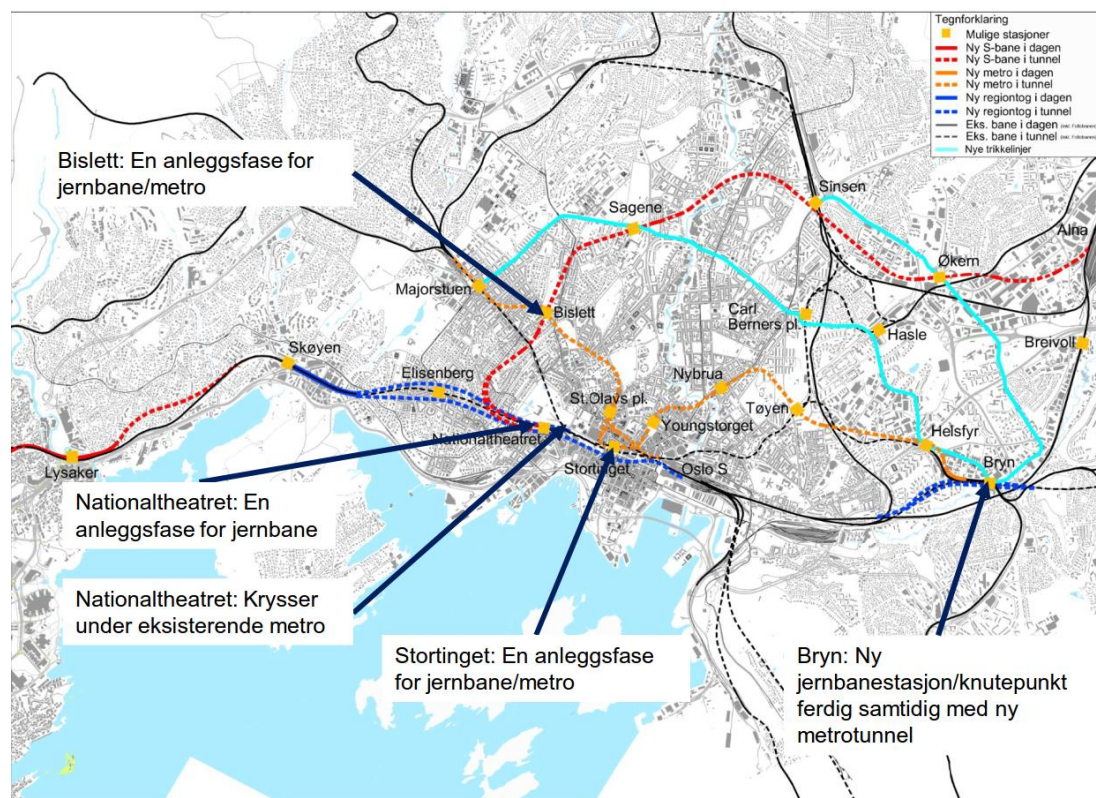 Tegnforklaring
Mulige stasjoner
Ny S-bane i dagen
Ny S-bane i tunnel
Ny metro i dagen
Ny metro i tunnel
Ny regiontog i dagen
Ny regiontog i tunnel
Eks. bane i dagen
Eks. bane i tunnel
Nye trikkelinjer
Bislett: En anleggsfase for
jernbane/metro
Sinsen
Sagene
Alna
Økern
Majorstuen
Bislett
Carl
Berners pl.
Hasle
Breivoll
Skøyen
Elisenberg
Nybrua
St.Olavs pl.
Tøyen
Youngstorget
Nationaltheatret
Helsfyr
Stortinget
Oslo S
Bryn
Lysaker
Nationaltheatret: En
anleggsfase for jernbane
Nationaltheatret: Krysser
under eksisterende metro
Stortinget: En anleggsfase
for jernbane/metro
Bryn: Ny
jernbanestasjon/knutepunkt
ferdig samtidig med ny
metrotunnel